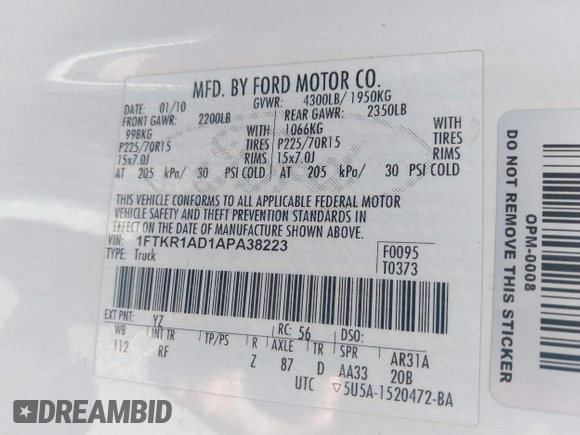 MFD. BY FORD MOTOR CO.
DATE: 01/10 GVWR: 4300LB/ 1950KG
FRONT GAWR: 2200LB REAR GAWR: 2350LB
998KG WITH 1066KG WITH
P225/70R15 TIRES P225/70R15 TIRES
15x7.0J RIMS 15x7.0J RIMS
AT 205 kPa/ 30 PSI COLD AT 205 kPa/ 30 PSI COLD
THIS VEHICLE CONFORMS TO ALL APPLICABLE FEDERAL MOTOR
VEHICLE SAFETY AND THEFT PREVENTION STANDARDS IN
EFFECT ON THE DATE OF MANUFACTURE SHOWN ABOVE.
VIN: 1FTKR1AD1APA38223 F0095
TYPE: Truck T0373
EXT PNT: YZ RC: 56 DSO:
WB INT TR TP/PS R AXLE TR SPR AR31A
112 RF Z 87 D AA33 20B
UTC ▽5U5A-1520472-BA
DO NOT REMOVE THIS STICKER
OPM-0008
DREAMBID